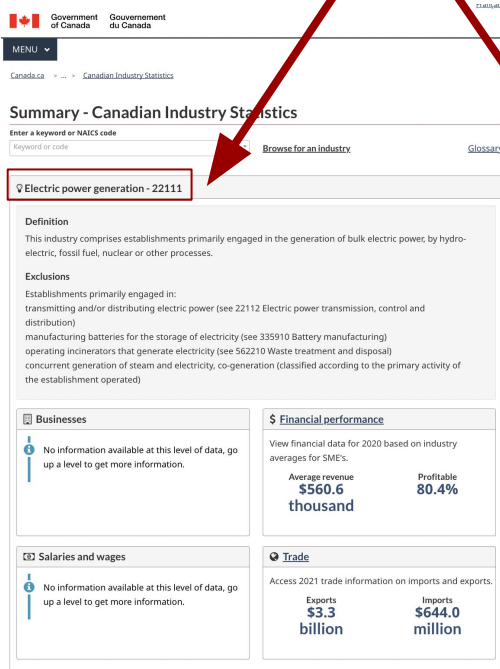 Government of Canada
Gouvernement du Canada
MENU
Canada.ca > ... > Canadian Industry Statistics
Summary - Canadian Industry Statistics
Enter a keyword or NAICS code
Keyword or code
Browse for an industry
Glossary
Electric power generation - 22111
Definition
This industry comprises establishments primarily engaged in the generation of bulk electric power, by hydro-
electric, fossil fuel, nuclear or other processes.
Exclusions
Establishments primarily engaged in:
transmitting and/or distributing electric power (see 22112 Electric power transmission, control and
distribution)
manufacturing batteries for the storage of electricity (see 335910 Battery manufacturing)
operating incinerators that generate electricity (see 562210 Waste treatment and disposal)
concurrent generation of steam and electricity, co-generation (classified according to the primary activity of
the establishment operated)
Businesses
No information available at this level of data, go
up a level to get more information.
$ Financial performance
View financial data for 2020 based on industry
averages for SME's.
Average revenue
$560.6
thousand
Profitable
80.4%
Salaries and wages
No information available at this level of data, go
up a level to get more information.
Trade
Access 2021 trade information on imports and exports.
Exports
$3.3
billion
Imports
$644.0
million